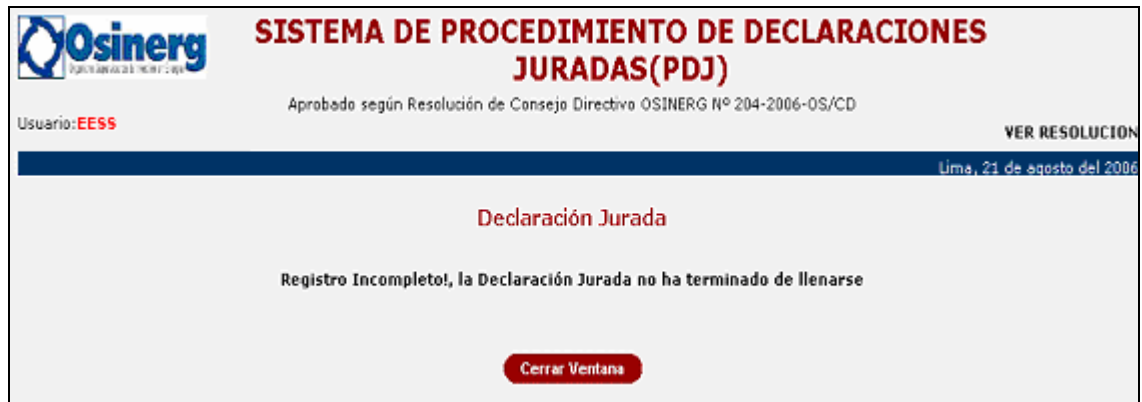 Osinerg
SISTEMA DE PROCEDIMIENTO DE DECLARACIONES
JURADAS(PDJ)
Aprobado según Resolución de Consejo Directivo OSINERG Nº 204-2006-OS/CD
Usuario:EESS
VER RESOLUCION
Lima, 21 de agosto del 2006
Declaración Jurada
Registro Incompleto!, la Declaración Jurada no ha terminado de llenarse
Cerrar Ventana